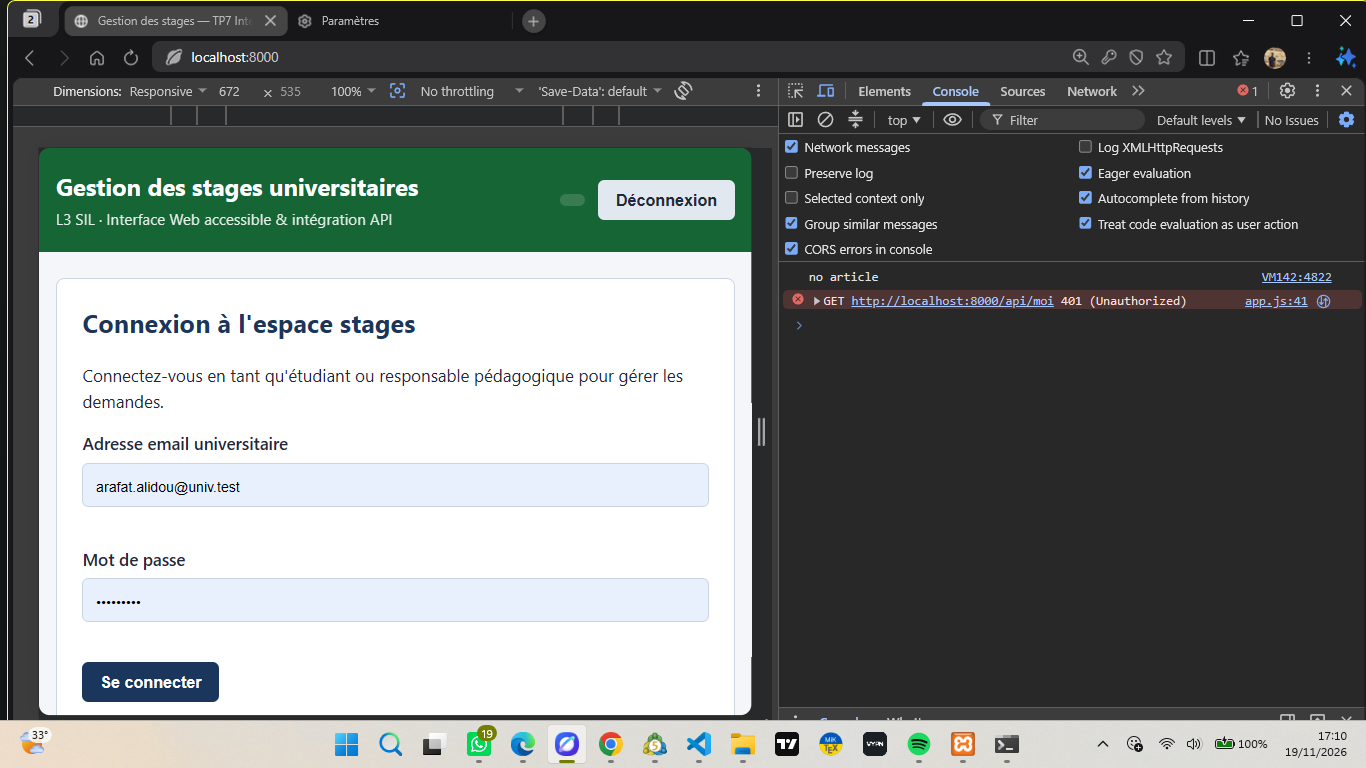 2
Gestion des stages — TP7 Int
Paramètres
localhost:8000
Dimensions: Responsive 672 × 535 100% No throttling 'Save-Data': default
Elements Console Sources Network 1
top Filter Default levels No Issues
Network messages
Log XMLHttpRequests
Preserve log
Eager evaluation
Selected context only
Autocomplete from history
Group similar messages
Treat code evaluation as user action
CORS errors in console
no article VM142:4822
GET http://localhost:8000/api/moi 401 (Unauthorized) app.js:41
Gestion des stages universitaires
L3 SIL · Interface Web accessible & intégration API
Déconnexion
Connexion à l'espace stages
Connectez-vous en tant qu'étudiant ou responsable pédagogique pour gérer les
demandes.
Adresse email universitaire
arafat.alidou@univ.test
Mot de passe
•••••••••
Se connecter
33°
19
100%
17:10
19/11/2026